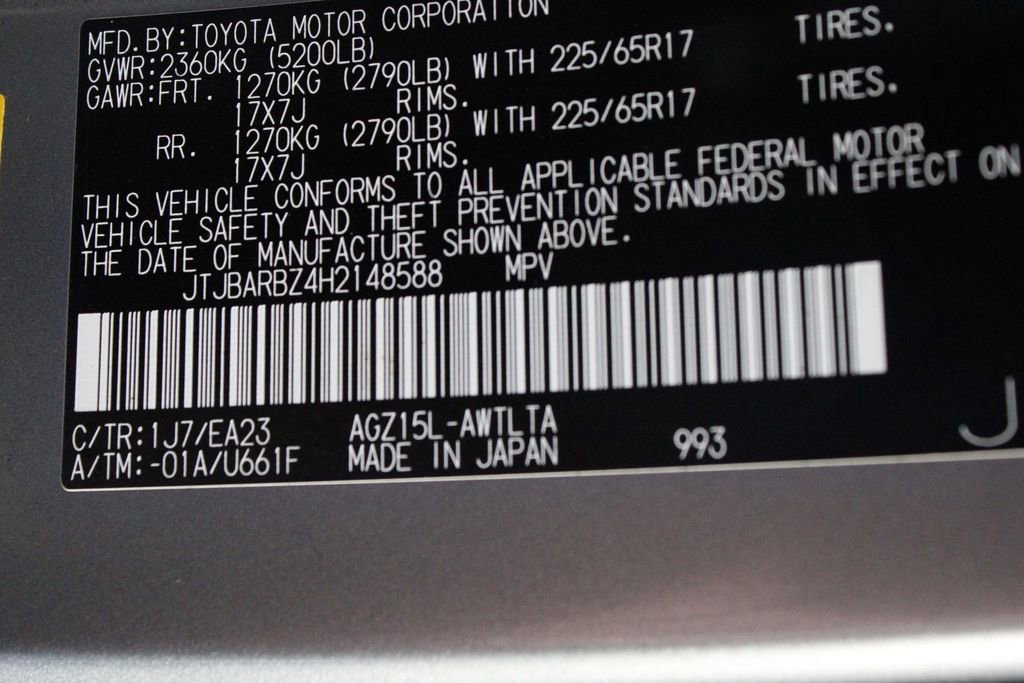 MFD.BY:TOYOTA MOTOR CORPORATION
GVWR:2360KG (5200LB)
GAWR:FRT. 1270KG (2790LB) WITH 225/65R17 TIRES.
17X7J RIMS.
RR. 1270KG (2790LB) WITH 225/65R17 TIRES.
17X7J RIMS.
THIS VEHICLE CONFORMS TO ALL APPLICABLE FEDERAL MOTOR
VEHICLE SAFETY AND THEFT PREVENTION STANDARDS IN EFFECT ON
THE DATE OF MANUFACTURE SHOWN ABOVE.
JTJBARBZ4H2148588 MPV
C/TR:1J7/EA23 AGZ15L-AWTLTA
A/TM:-01A/U661F MADE IN JAPAN 993
J